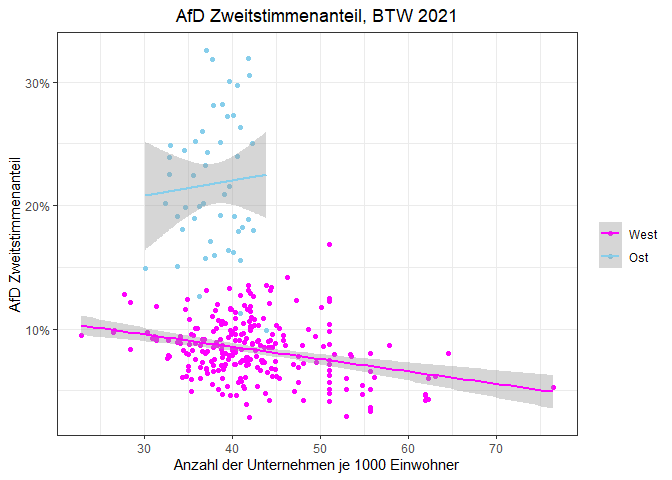 AfD Zweitstimmenanteil, BTW 2021
AfD Zweitstimmenanteil
30%
20%
10%
30 40 50 60 70
Anzahl der Unternehmen je 1000 Einwohner
West
Ost